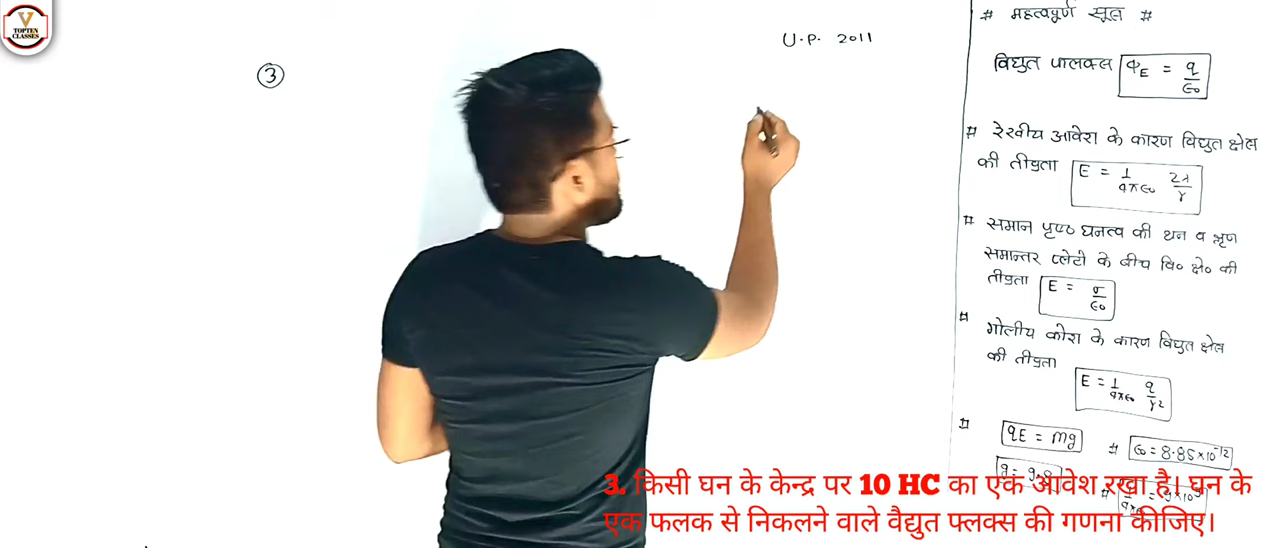 V
TOPTEN
CLASSES
③
U.P. 2011
# महत्वपूर्ण सूत्र #
विद्युत फ्लक्स ΦE = q/ε₀
# रेखीय आवेश के कारण विद्युत क्षेत्र
की तीव्रता E = 1/4πε₀ 2λ/r
# समान पृष्ठ घनत्व की धन व ऋण
समान्तर प्लेटो के बीच वि० क्षे० की
तीव्रता E = σ/ε₀
# गोलीय कोश के कारण विद्युत क्षेत्र
की तीव्रता
E = 1/4πε₀ q/r²
# qE = mg # ε₀ = 8.85×10⁻¹²
g = 9.8
3. किसी घन के केन्द्र पर 10 HC का एक आवेश रखा है। घन के
एक फलक से निकलने वाले वैद्युत फ्लक्स की गणना कीजिए।